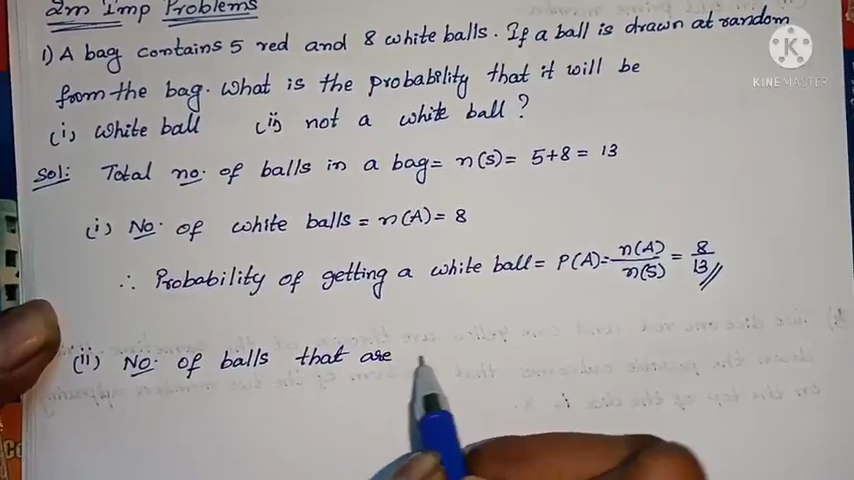 2m Imp Problems
1) A bag contains 5 red and 8 white balls. If a ball is drawn at random
from the bag. What is the probability that it will be
(i) white ball (ii) not a white ball ?
Sol: Total no. of balls in a bag = n(S) = 5+8 = 13
(i) No. of white balls = n(A) = 8
∴ Probability of getting a white ball = P(A) = n(A)/n(S) = 8/13 //
(ii) No. of balls that are
KINEMASTER